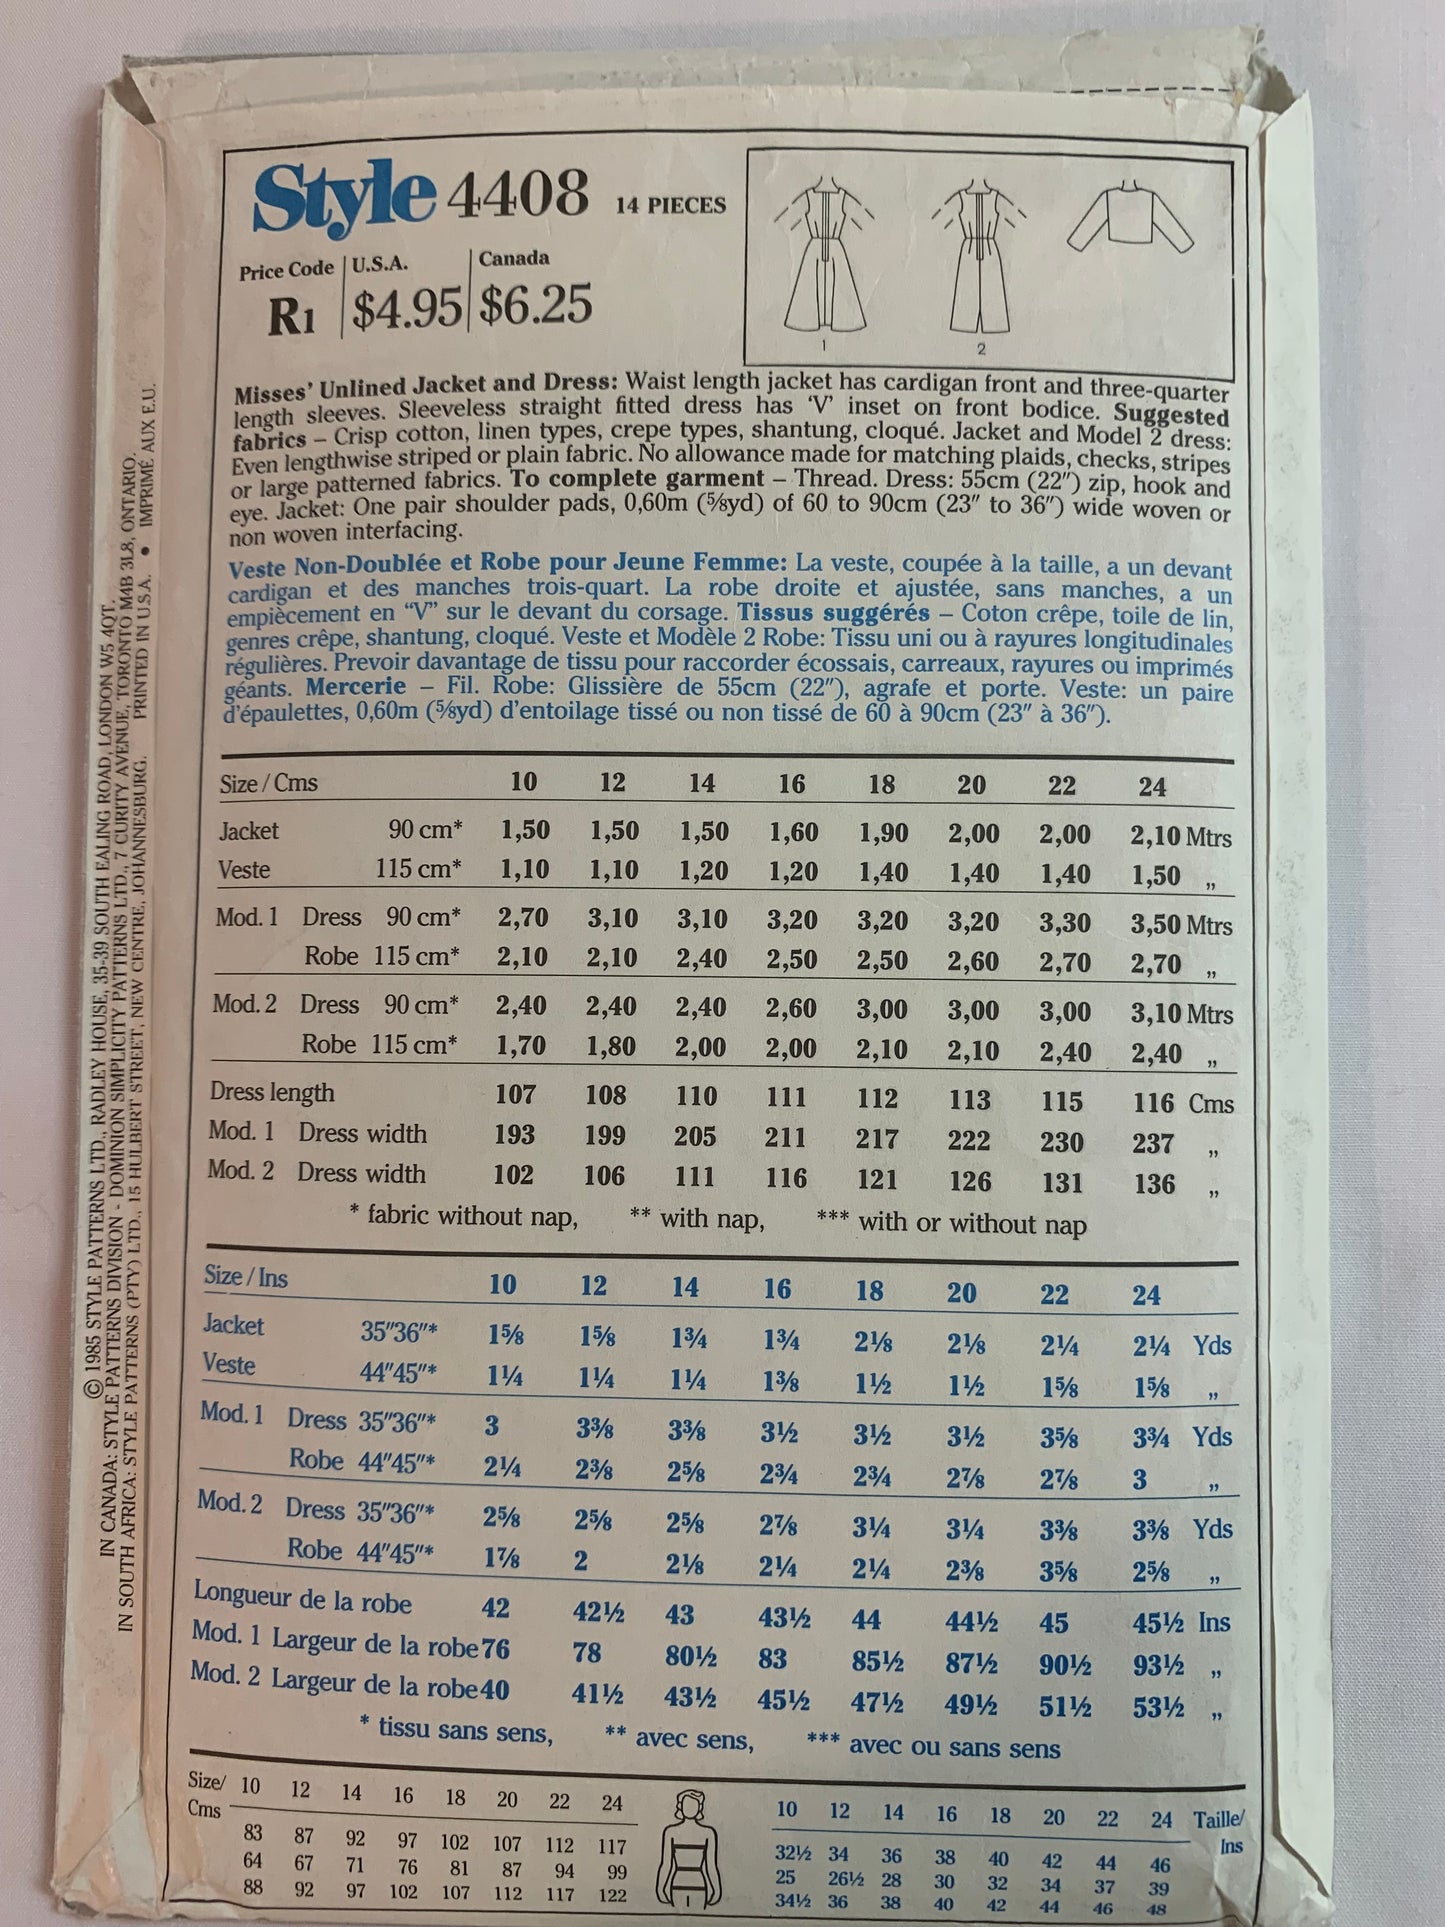 Style 4408 14 PIECES
Price Code U.S.A. Canada
R1 $4.95 $6.25
1
2
Misses' Unlined Jacket and Dress: Waist length jacket has cardigan front and three-quarter
length sleeves. Sleeveless straight fitted dress has 'V' inset on front bodice. Suggested
fabrics – Crisp cotton, linen types, crepe types, shantung, cloqué. Jacket and Model 2 dress:
Even lengthwise striped or plain fabric. No allowance made for matching plaids, checks, stripes
or large patterned fabrics. To complete garment – Thread. Dress: 55cm (22″) zip, hook and
eye. Jacket: One pair shoulder pads, 0,60m (⅝yd) of 60 to 90cm (23″ to 36″) wide woven or
non woven interfacing.
Veste Non-Doublée et Robe pour Jeune Femme: La veste, coupée à la taille, a un devant
cardigan et des manches trois-quart. La robe droite et ajustée, sans manches, a un
empiècement en "V" sur le devant du corsage. Tissus suggérés – Coton crêpe, toile de lin,
genres crêpe, shantung, cloqué. Veste et Modèle 2 Robe: Tissu uni ou à rayures longitudinales
régulières. Prevoir davantage de tissu pour raccorder écossais, carreaux, rayures ou imprimés
géants. Mercerie – Fil. Robe: Glissière de 55cm (22″), agrafe et porte. Veste: un paire
d'épaulettes, 0,60m (⅝yd) d'entoilage tissé ou non tissé de 60 à 90cm (23″ à 36″).
Size / Cms 10 12 14 16 18 20 22 24
Jacket 90 cm* 1,50 1,50 1,50 1,60 1,90 2,00 2,00 2,10 Mtrs
Veste 115 cm* 1,10 1,10 1,20 1,20 1,40 1,40 1,40 1,50 „
Mod. 1 Dress 90 cm* 2,70 3,10 3,10 3,20 3,20 3,20 3,30 3,50 Mtrs
Robe 115 cm* 2,10 2,10 2,40 2,50 2,50 2,60 2,70 2,70 „
Mod. 2 Dress 90 cm* 2,40 2,40 2,40 2,60 3,00 3,00 3,00 3,10 Mtrs
Robe 115 cm* 1,70 1,80 2,00 2,00 2,10 2,10 2,40 2,40 „
Dress length 107 108 110 111 112 113 115 116 Cms
Mod. 1 Dress width 193 199 205 211 217 222 230 237 „
Mod. 2 Dress width 102 106 111 116 121 126 131 136 „
* fabric without nap, ** with nap, *** with or without nap
Size / Ins 10 12 14 16 18 20 22 24
Jacket 35″36″* 1⅝ 1⅝ 1¾ 1¾ 2⅛ 2⅛ 2¼ 2¼ Yds
Veste 44″45″* 1¼ 1¼ 1¼ 1⅜ 1½ 1½ 1⅝ 1⅝ „
Mod. 1 Dress 35″36″* 3 3⅜ 3⅜ 3½ 3½ 3½ 3⅝ 3¾ Yds
Robe 44″45″* 2¼ 2⅜ 2⅝ 2¾ 2¾ 2⅞ 2⅞ 3 „
Mod. 2 Dress 35″36″* 2⅝ 2⅝ 2⅝ 2⅞ 3¼ 3¼ 3⅜ 3⅜ Yds
Robe 44″45″* 1⅞ 2 2⅛ 2¼ 2¼ 2⅜ 3⅝ 2⅝ „
Longueur de la robe 42 42½ 43 43½ 44 44½ 45 45½ Ins
Mod. 1 Largeur de la robe 76 78 80½ 83 85½ 87½ 90½ 93½ „
Mod. 2 Largeur de la robe 40 41½ 43½ 45½ 47½ 49½ 51½ 53½ „
* tissu sans sens, ** avec sens, *** avec ou sans sens
Size/ Cms 10 12 14 16 18 20 22 24
83 87 92 97 102 107 112 117
64 67 71 76 81 87 94 99
88 92 97 102 107 112 117 122
10 12 14 16 18 20 22 24 Taille/ Ins
32½ 34 36 38 40 42 44 46
25 26½ 28 30 32 34 37 39
34½ 36 38 40 42 44 46 48
© 1985 STYLE PATTERNS LTD., RADLEY HOUSE, 35-39 SOUTH EALING ROAD, LONDON W5 4QT.
IN CANADA: STYLE PATTERNS DIVISION - DOMINION SIMPLICITY PATTERNS LTD., 7 CURITY AVENUE, TORONTO M4B 3L8, ONTARIO.
IN SOUTH AFRICA: STYLE PATTERNS (PTY) LTD., 15 HULBERT STREET, NEW CENTRE, JOHANNESBURG. PRINTED IN U.S.A. • IMPRIMÉ AUX E.U.